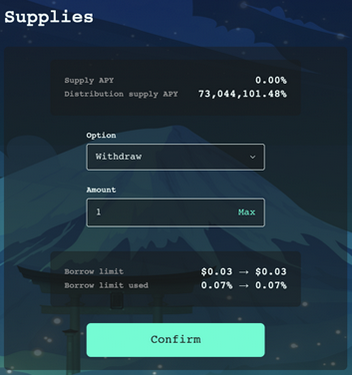 Supplies
Supply APY 0.00%
Distribution supply APY 73,044,101.48%
Option
Withdraw
Amount
1 Max
Borrow limit $0.03 → $0.03
Borrow limit used 0.07% → 0.07%
Confirm